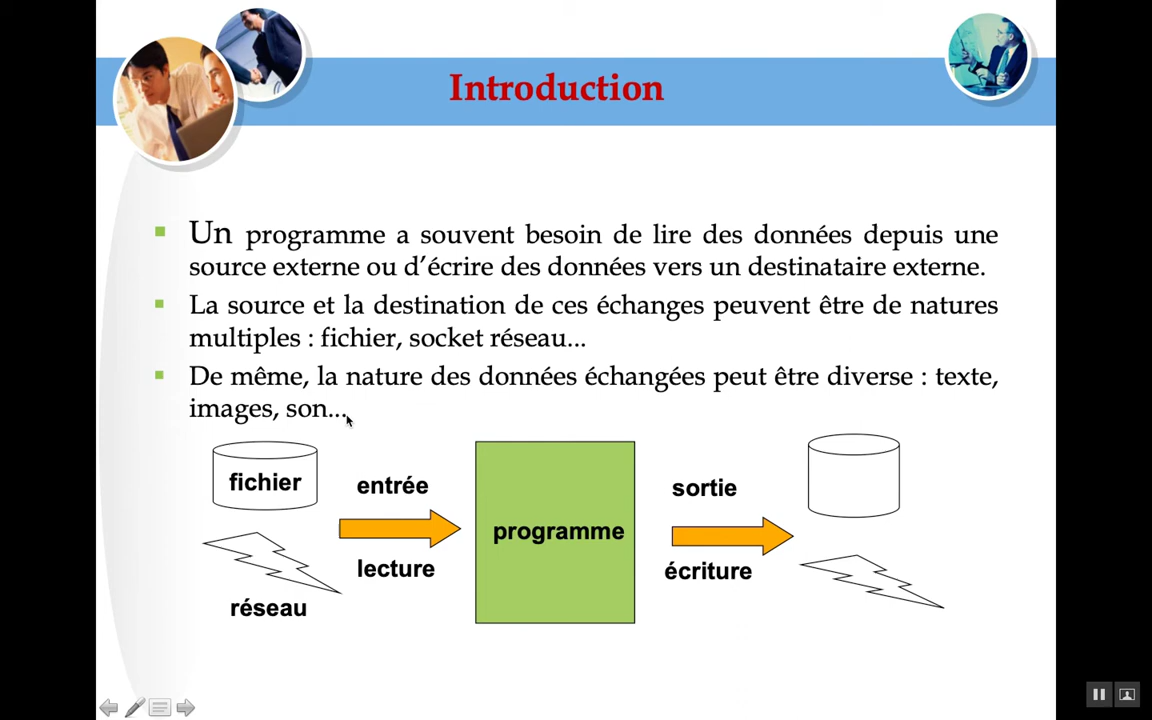 Introduction
Un programme a souvent besoin de lire des données depuis une
source externe ou d’écrire des données vers un destinataire externe.
La source et la destination de ces échanges peuvent être de natures
multiples : fichier, socket réseau...
De même, la nature des données échangées peut être diverse : texte,
images, son...
fichier
entrée
sortie
programme
lecture
écriture
réseau